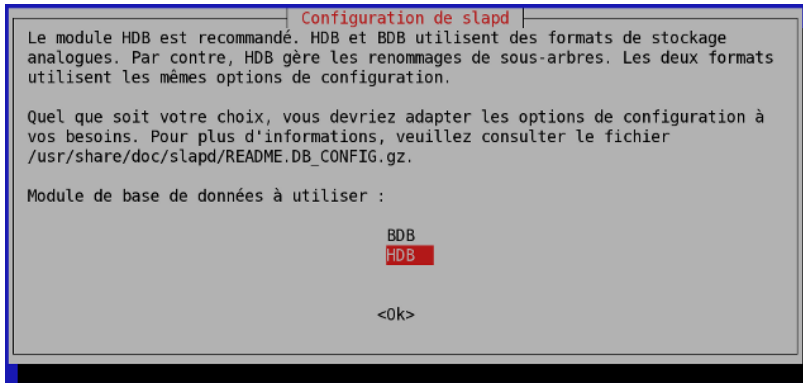 Configuration de slapd
Le module HDB est recommandé. HDB et BDB utilisent des formats de stockage
analogues. Par contre, HDB gère les renommages de sous-arbres. Les deux formats
utilisent les mêmes options de configuration.
Quel que soit votre choix, vous devriez adapter les options de configuration à
vos besoins. Pour plus d'informations, veuillez consulter le fichier
/usr/share/doc/slapd/README.DB_CONFIG.gz.
Module de base de données à utiliser :
BDB
HDB
<Ok>